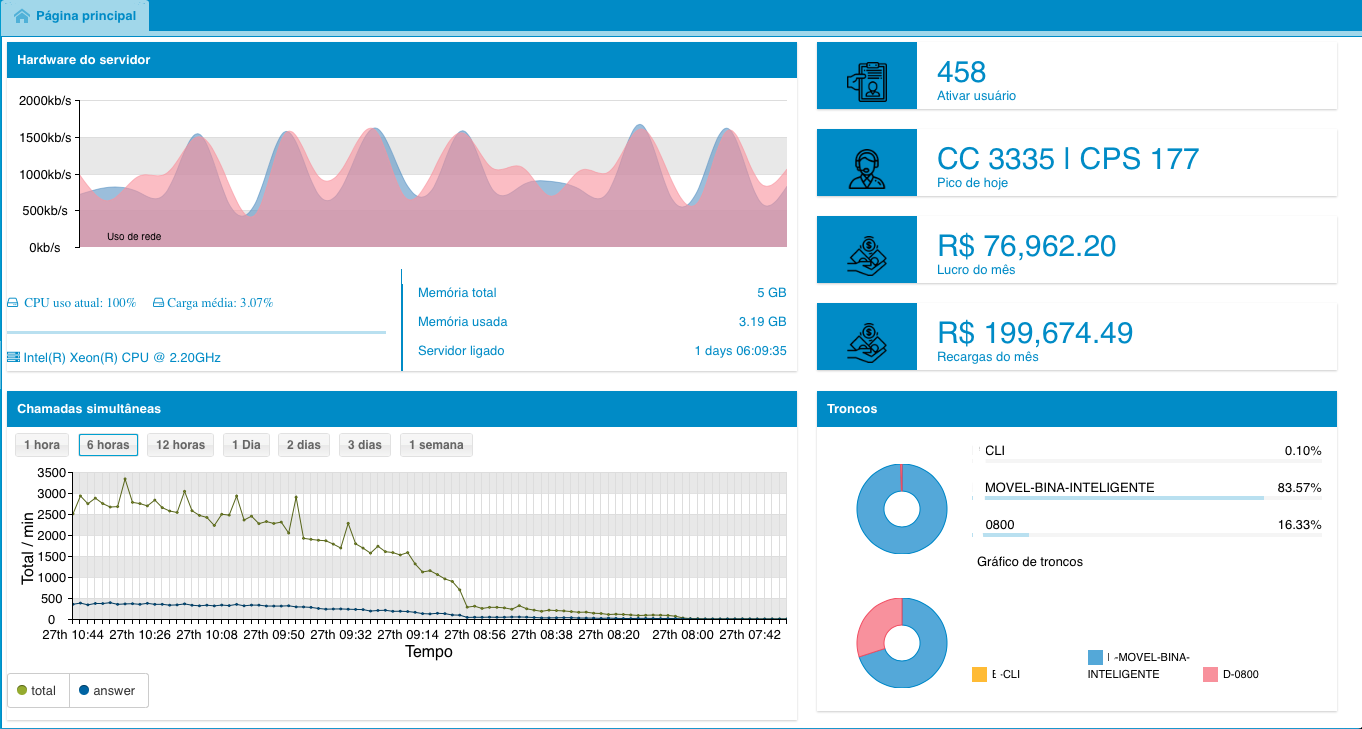 Página principal
Hardware do servidor
2000kb/s
1500kb/s
1000kb/s
500kb/s
0kb/s
Uso de rede
CPU uso atual: 100% Carga média: 3.07%
Intel(R) Xeon(R) CPU @ 2.20GHz
Memória total 5 GB
Memória usada 3.19 GB
Servidor ligado 1 days 06:09:35
458
Ativar usuário
CC 3335 | CPS 177
Pico de hoje
R$ 76,962.20
Lucro do mês
R$ 199,674.49
Recargas do mês
Chamadas simultâneas
1 hora 6 horas 12 horas 1 Dia 2 dias 3 dias 1 semana
Total / min
3500
3000
2500
2000
1500
1000
500
0
27th 10:44 27th 10:26 27th 10:08 27th 09:50 27th 09:32 27th 09:14 27th 08:56 27th 08:38 27th 08:20 27th 08:00 27th 07:42
Tempo
total answer
Troncos
CLI 0.10%
MOVEL-BINA-INTELIGENTE 83.57%
0800 16.33%
Gráfico de troncos
-CLI
-MOVEL-BINA-
INTELIGENTE
D-0800